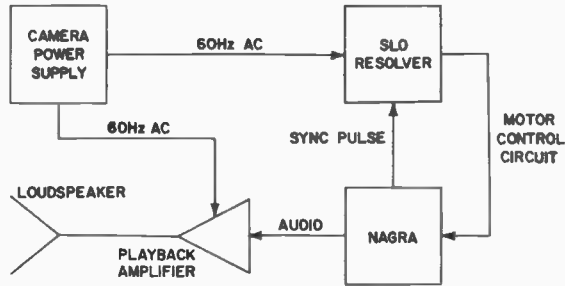 CAMERA
POWER
SUPPLY
60Hz AC
SLO
RESOLVER
60Hz AC
SYNC PULSE
MOTOR
CONTROL
CIRCUIT
LOUDSPEAKER
AUDIO
NAGRA
PLAYBACK
AMPLIFIER